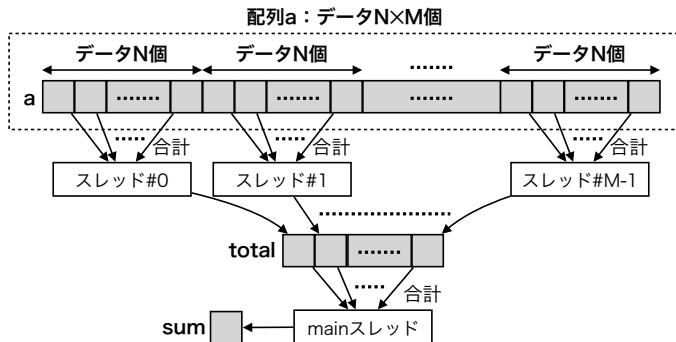 配列a：データN×M個
データN個 データN個 ....... データN個
a ....... ....... ....... .......
..... 合計 ..... 合計 ..... 合計
スレッド#0 スレッド#1 スレッド#M-1
.......................
total .......
..... 合計
sum mainスレッド